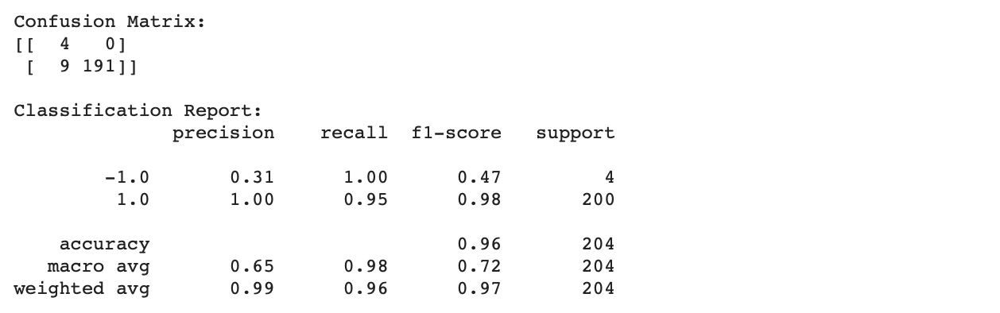 Confusion Matrix:
[[  4   0]
 [  9 191]]
Classification Report:
              precision    recall  f1-score   support
        -1.0       0.31      1.00      0.47         4
         1.0       1.00      0.95      0.98       200
    accuracy                           0.96       204
   macro avg       0.65      0.98      0.72       204
weighted avg       0.99      0.96      0.97       204